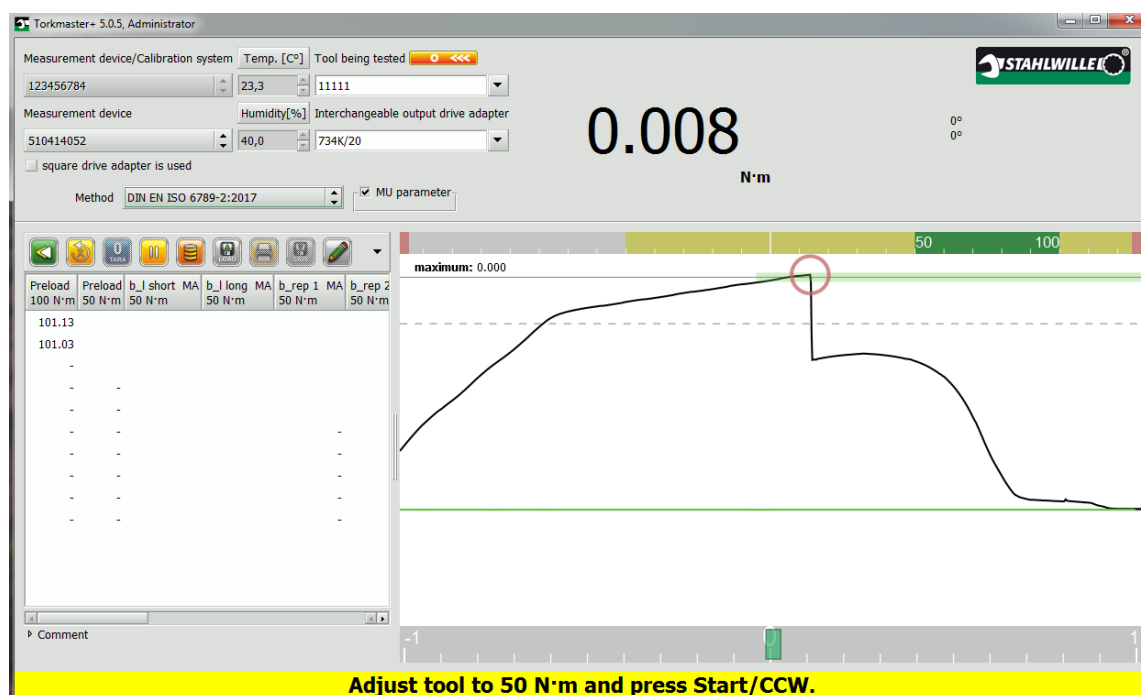 Torkmaster+ 5.0.5, Administrator
Measurement device/Calibration system Temp. [C°] Tool being tested
123456784 23,3 11111
Measurement device Humidity[%] Interchangeable output drive adapter
510414052 40,0 734K/20
square drive adapter is used
Method DIN EN ISO 6789-2:2017 MU parameter
0.008
N·m
0°
0°
STAHLWILLE
0
TARA
LOAD
Preload Preload b_l short MA b_l long MA b_rep 1 MA b_rep 2
100 N·m 50 N·m 50 N·m 50 N·m 50 N·m 50 N·m
101.13
101.03
-
- -
- -
- - -
- - -
- - -
- - -
- - -
Comment
50 100
maximum: 0.000
-1 0 1
Adjust tool to 50 N·m and press Start/CCW.